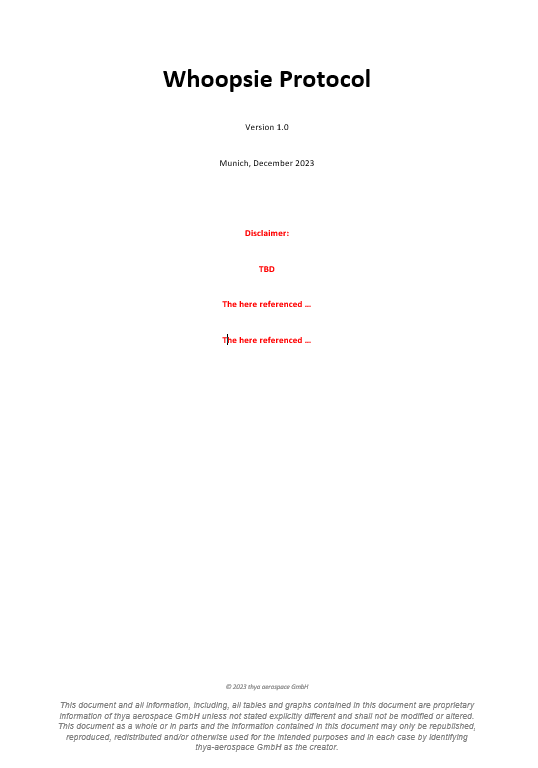 Whoopsie Protocol
Version 1.0
Munich, December 2023
Disclaimer:
TBD
The here referenced ...
The here referenced ...
© 2023 thya aerospace GmbH
This document and all information, including, all tables and graphs contained in this document are proprietary
information of thya aerospace GmbH unless not stated explicitly different and shall not be modified or altered.
This document as a whole or in parts and the information contained in this document may only be republished,
reproduced, redistributed and/or otherwise used for the intended purposes and in each case by identifying
thya-aerospace GmbH as the creator.